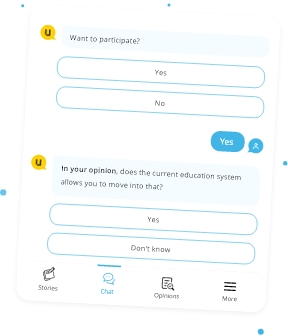 u
Want to participate?
Yes
No
Yes
u
In your opinion, does the current education system
allows you to move into that?
Yes
Don't know
Stories
Chat
Opinions
More